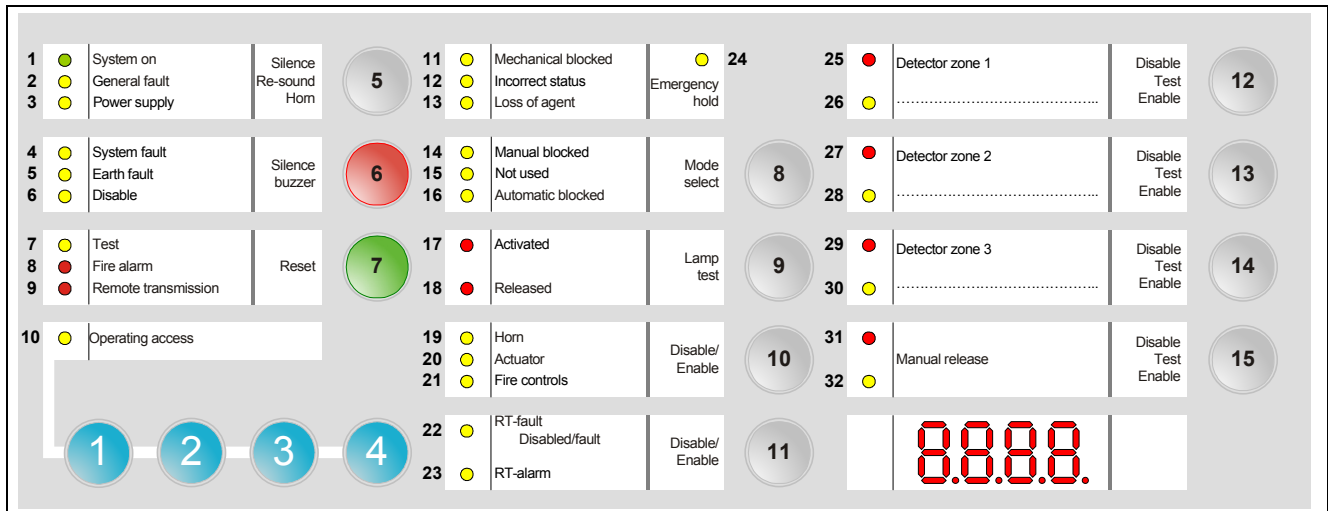 1 System on
2 General fault
3 Power supply
Silence
Re-sound
Horn
5
4 System fault
5 Earth fault
6 Disable
Silence
buzzer
6
7 Test
8 Fire alarm
9 Remote transmission
Reset
7
10 Operating access
1 2 3 4
11 Mechanical blocked
12 Incorrect status
13 Loss of agent
24
Emergency
hold
14 Manual blocked
15 Not used
16 Automatic blocked
Mode
select
8
17 Activated
18 Released
Lamp
test
9
19 Horn
20 Actuator
21 Fire controls
Disable/
Enable
10
22 RT-fault
Disabled/fault
23 RT-alarm
Disable/
Enable
11
25 Detector zone 1
26 ..........................................
Disable
Test
Enable
12
27 Detector zone 2
28 ..........................................
Disable
Test
Enable
13
29 Detector zone 3
30 ..........................................
Disable
Test
Enable
14
31
Manual release
32
Disable
Test
Enable
15
8.8.8.8.